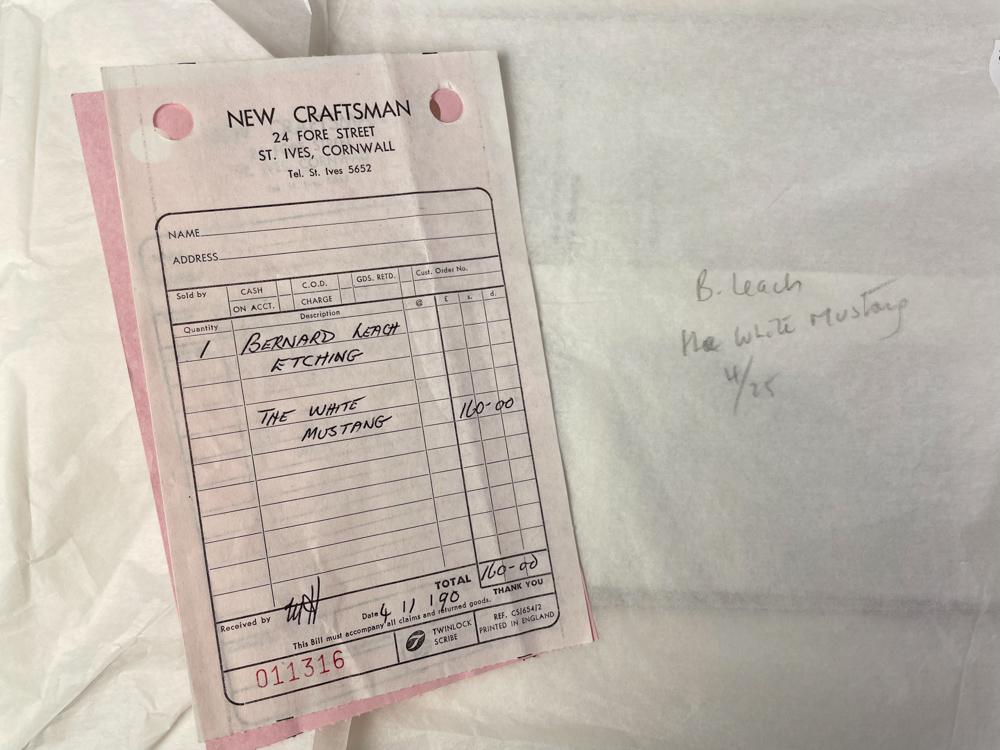 NEW CRAFTSMAN
24 FORE STREET
ST. IVES, CORNWALL
Tel. St. Ives 5652
NAME
ADDRESS
Sold by CASH C.O.D. GDS. RETD. Cust. Order No.
ON ACCT. CHARGE
Quantity Description @ £ s. d.
1 BERNARD LEACH
ETCHING
THE WHITE 160-00
MUSTANG
TOTAL 160-00
THANK YOU
Received by Date 4 11 90
This Bill must accompany all claims and returned goods.
011316
TWINLOCK
SCRIBE
REF. CS/654/2
PRINTED IN ENGLAND
B. Leach
the White Mustang
4/25